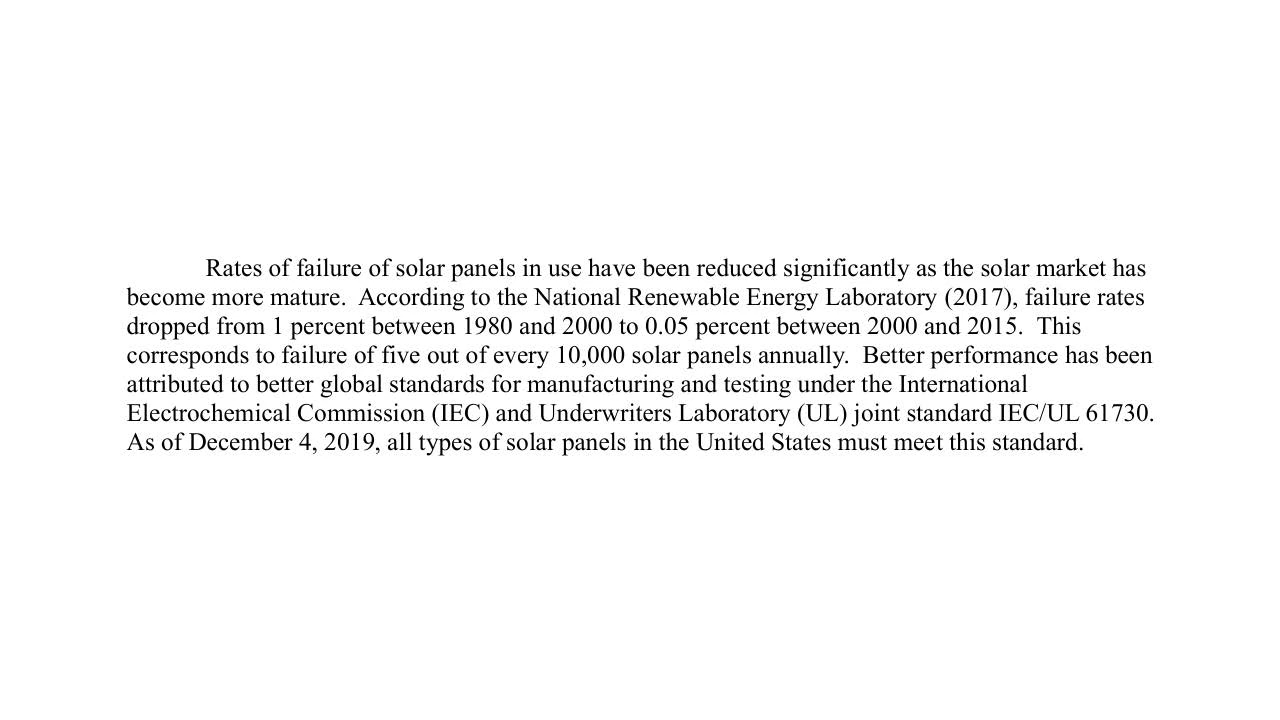 Rates of failure of solar panels in use have been reduced significantly as the solar market has
become more mature.  According to the National Renewable Energy Laboratory (2017), failure rates
dropped from 1 percent between 1980 and 2000 to 0.05 percent between 2000 and 2015.  This
corresponds to failure of five out of every 10,000 solar panels annually.  Better performance has been
attributed to better global standards for manufacturing and testing under the International
Electrochemical Commission (IEC) and Underwriters Laboratory (UL) joint standard IEC/UL 61730.
As of December 4, 2019, all types of solar panels in the United States must meet this standard.